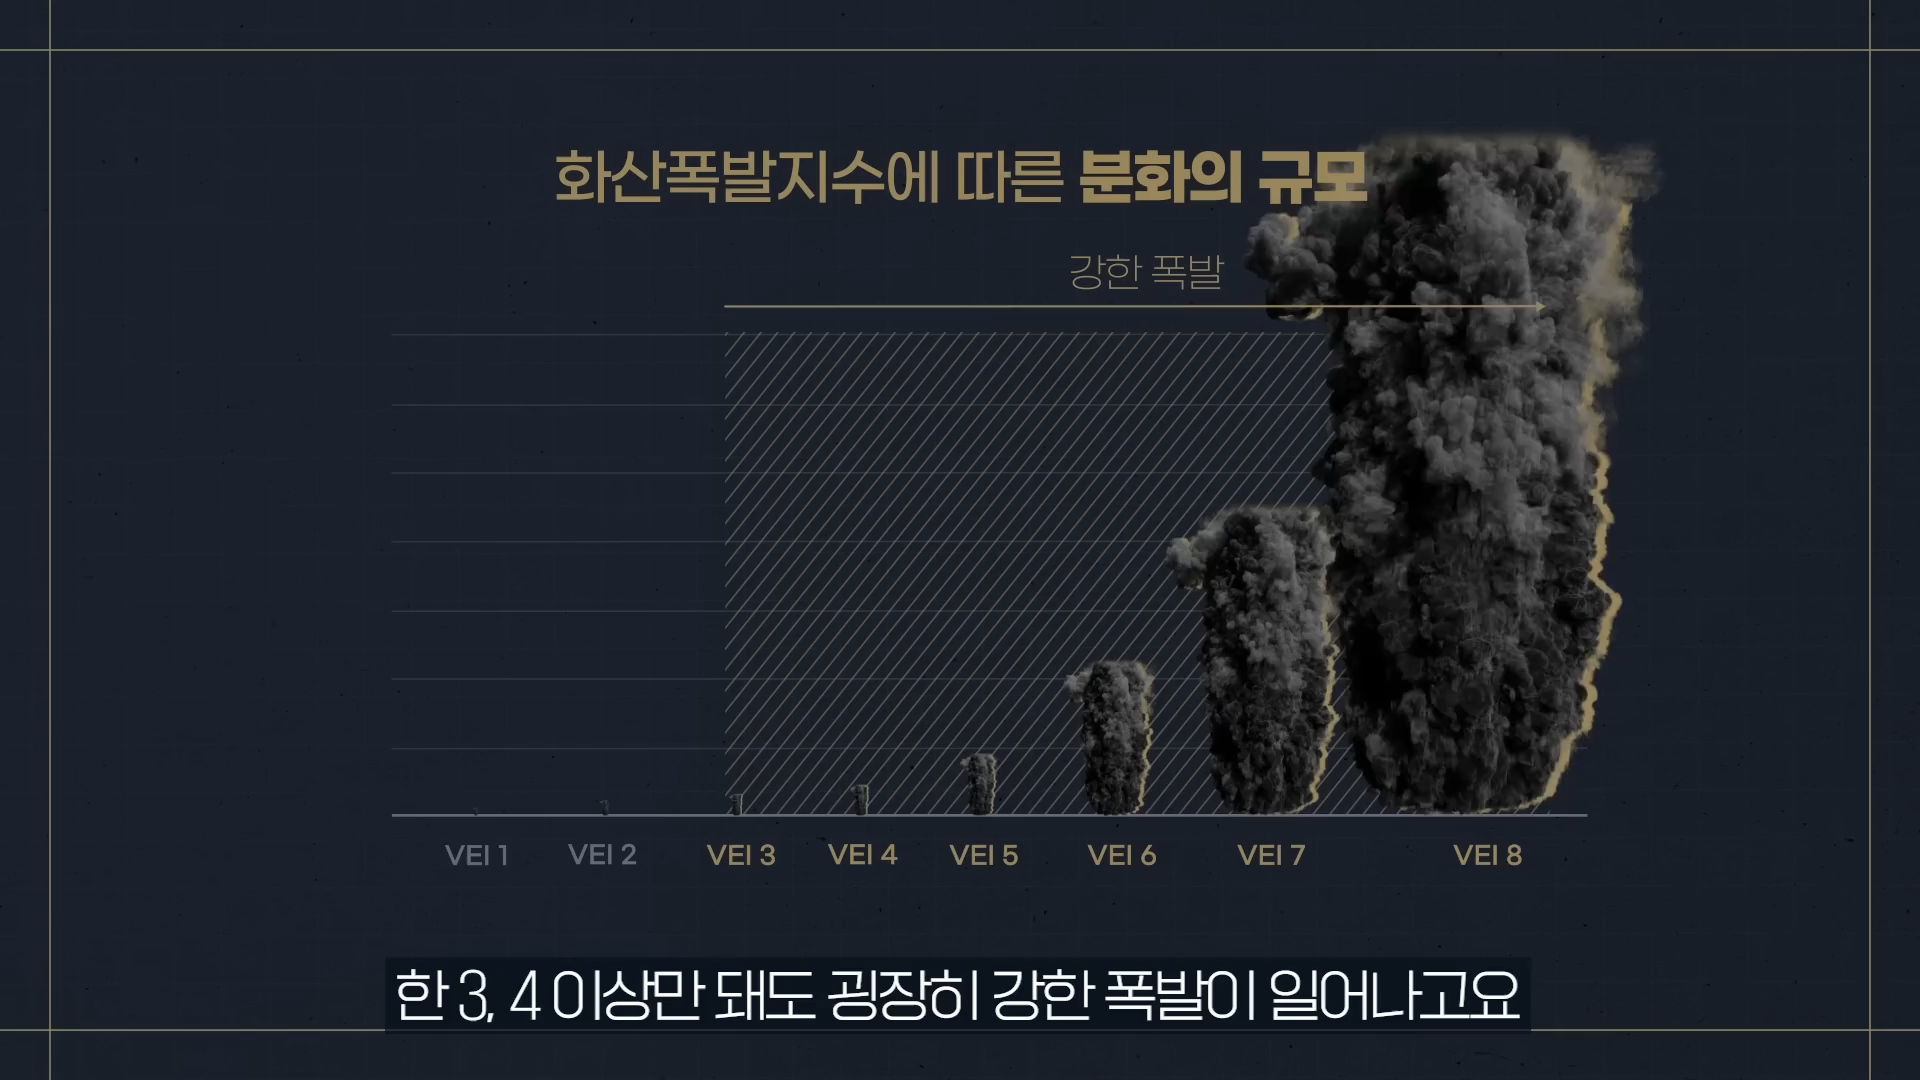 화산폭발지수에 따른 분화의 규모
강한 폭발
VEI 1 VEI 2 VEI 3 VEI 4 VEI 5 VEI 6 VEI 7 VEI 8
한 3, 4 이상만 돼도 굉장히 강한 폭발이 일어나고요